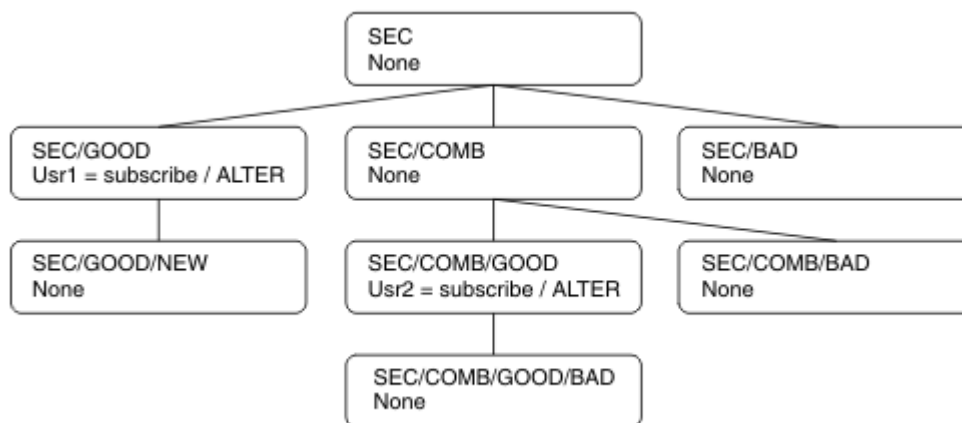 SEC
None
SEC/GOOD
Usr1 = subscribe / ALTER
SEC/COMB
None
SEC/BAD
None
SEC/GOOD/NEW
None
SEC/COMB/GOOD
Usr2 = subscribe / ALTER
SEC/COMB/BAD
None
SEC/COMB/GOOD/BAD
None